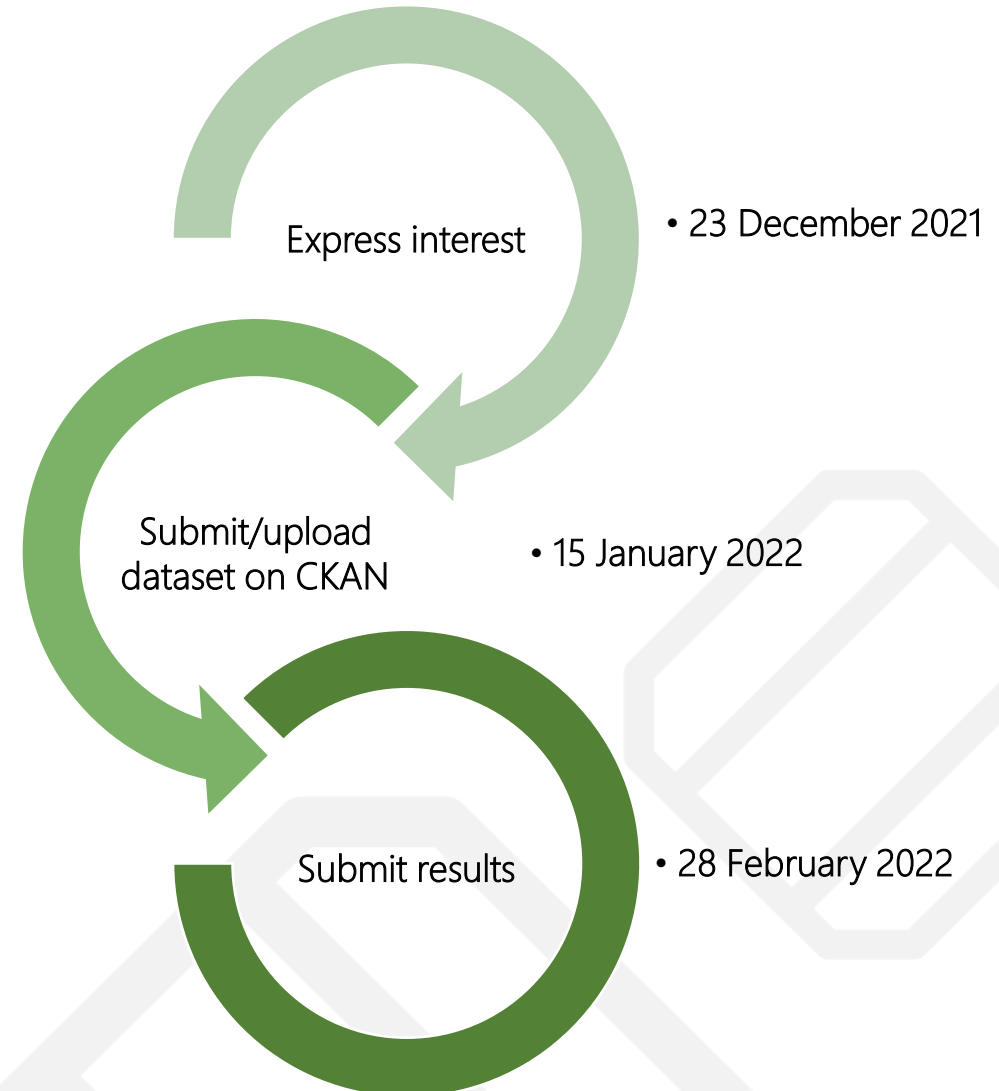 Express interest
• 23 December 2021
Submit/upload
dataset on CKAN
• 15 January 2022
Submit results
• 28 February 2022